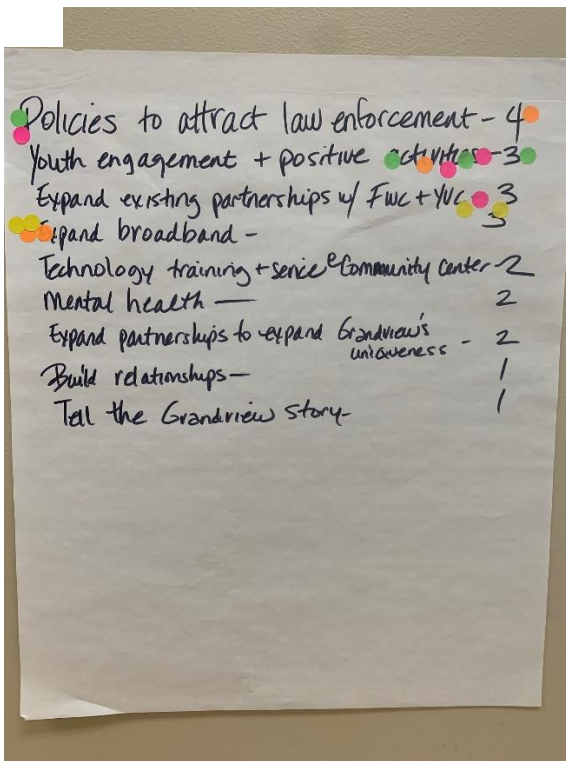 Policies to attract law enforcement - 4
Youth engagement + positive activities - 3
Expand existing partnerships w/ FWC + YVC 3
Expand broadband - 3
Technology training + service @ Community Center - 2
Mental health - 2
Expand partnerships to expand Grandview's
uniqueness - 2
Build relationships - 1
Tell the Grandview Story - 1